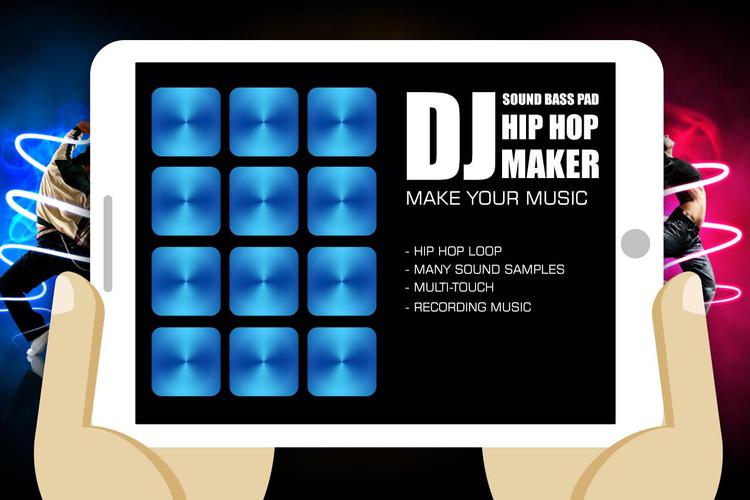 DJ
SOUND BASS PAD
HIP HOP
MAKER
MAKE YOUR MUSIC
- HIP HOP LOOP
- MANY SOUND SAMPLES
- MULTI-TOUCH
- RECORDING MUSIC